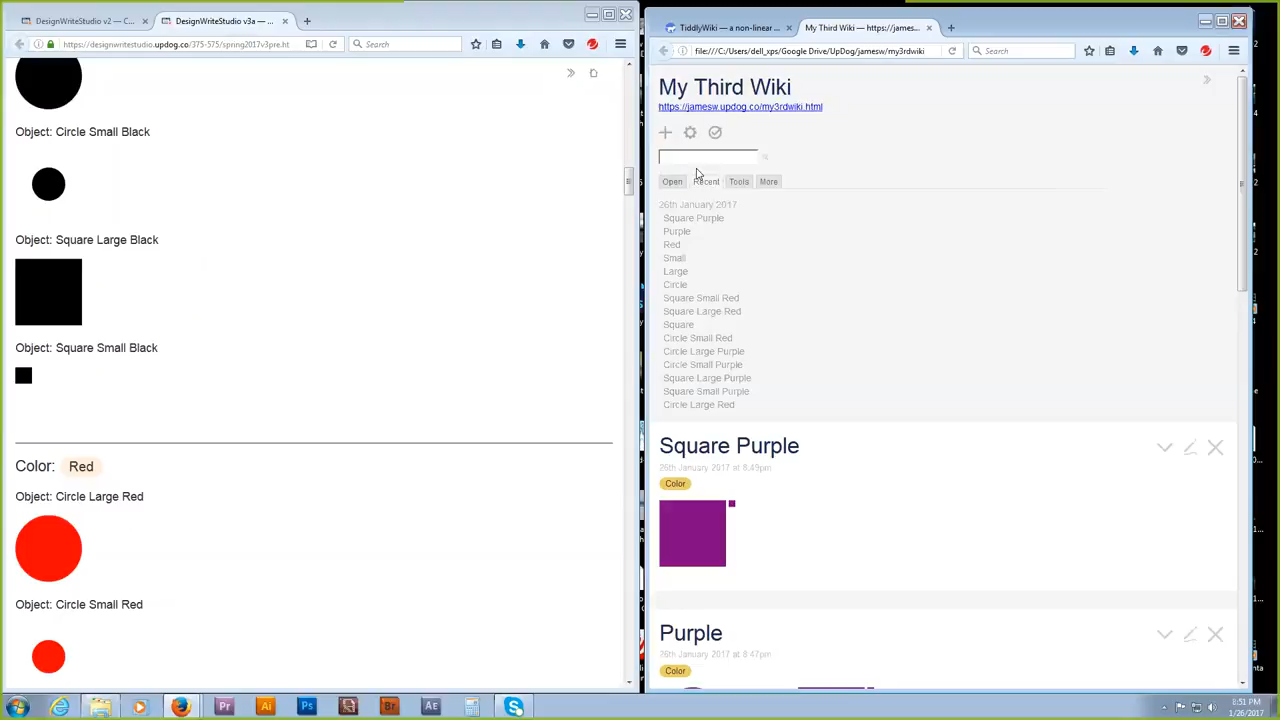 DesignWriteStudio v2 — C...
DesignWriteStudio v3a — ...
https://designwritestudio.updog.co/375-575/spring2017v3pre.ht
Search
Object: Circle Small Black
Object: Square Large Black
Object: Square Small Black
Color: Red
Object: Circle Large Red
Object: Circle Small Red
TiddlyWiki — a non-linear ...
My Third Wiki — https://james...
file:///C:/Users/dell_xps/Google Drive/UpDog/jamesw/my3rdwiki
Search
My Third Wiki
https://jamesw.updog.co/my3rdwiki.html
Open Recent Tools More
26th January 2017
Square Purple
Purple
Red
Small
Large
Circle
Square Small Red
Square Large Red
Square
Circle Small Red
Circle Large Purple
Circle Small Purple
Square Large Purple
Square Small Purple
Circle Large Red
Square Purple
26th January 2017 at 8:49pm
Color
Purple
26th January 2017 at 8:47pm
Color
Pr Ai Ps Br Ae
8:51 PM
1/26/2017